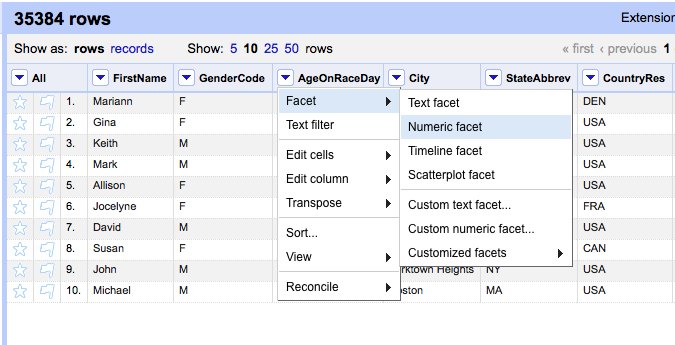 35384 rows Extension
Show as: rows records Show: 5 10 25 50 rows « first ‹ previous 1
All FirstName GenderCode AgeOnRaceDay City StateAbbrev CountryRes
1. Mariann F DEN
2. Gina F USA
3. Keith M USA
4. Mark M USA
5. Allison F USA
6. Jocelyne F FRA
7. David M USA
8. Susan F CAN
9. John M rktown Heights NY USA
10. Michael M oston MA USA
Facet
Text filter
Edit cells
Edit column
Transpose
Sort...
View
Reconcile
Text facet
Numeric facet
Timeline facet
Scatterplot facet
Custom text facet...
Custom numeric facet...
Customized facets